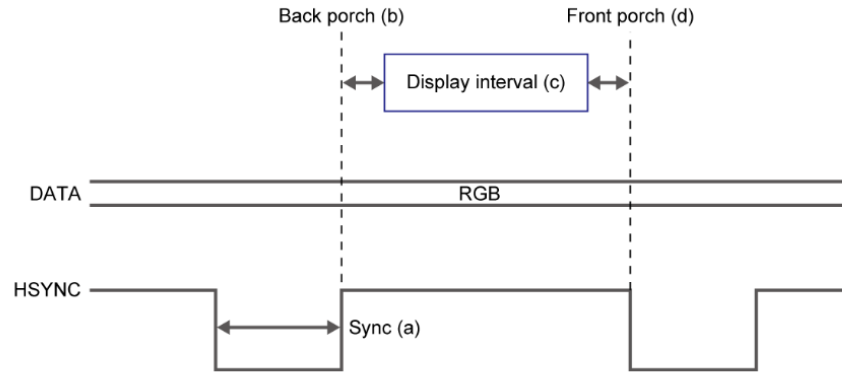 Back porch (b)
Front porch (d)
Display interval (c)
DATA
RGB
HSYNC
Sync (a)